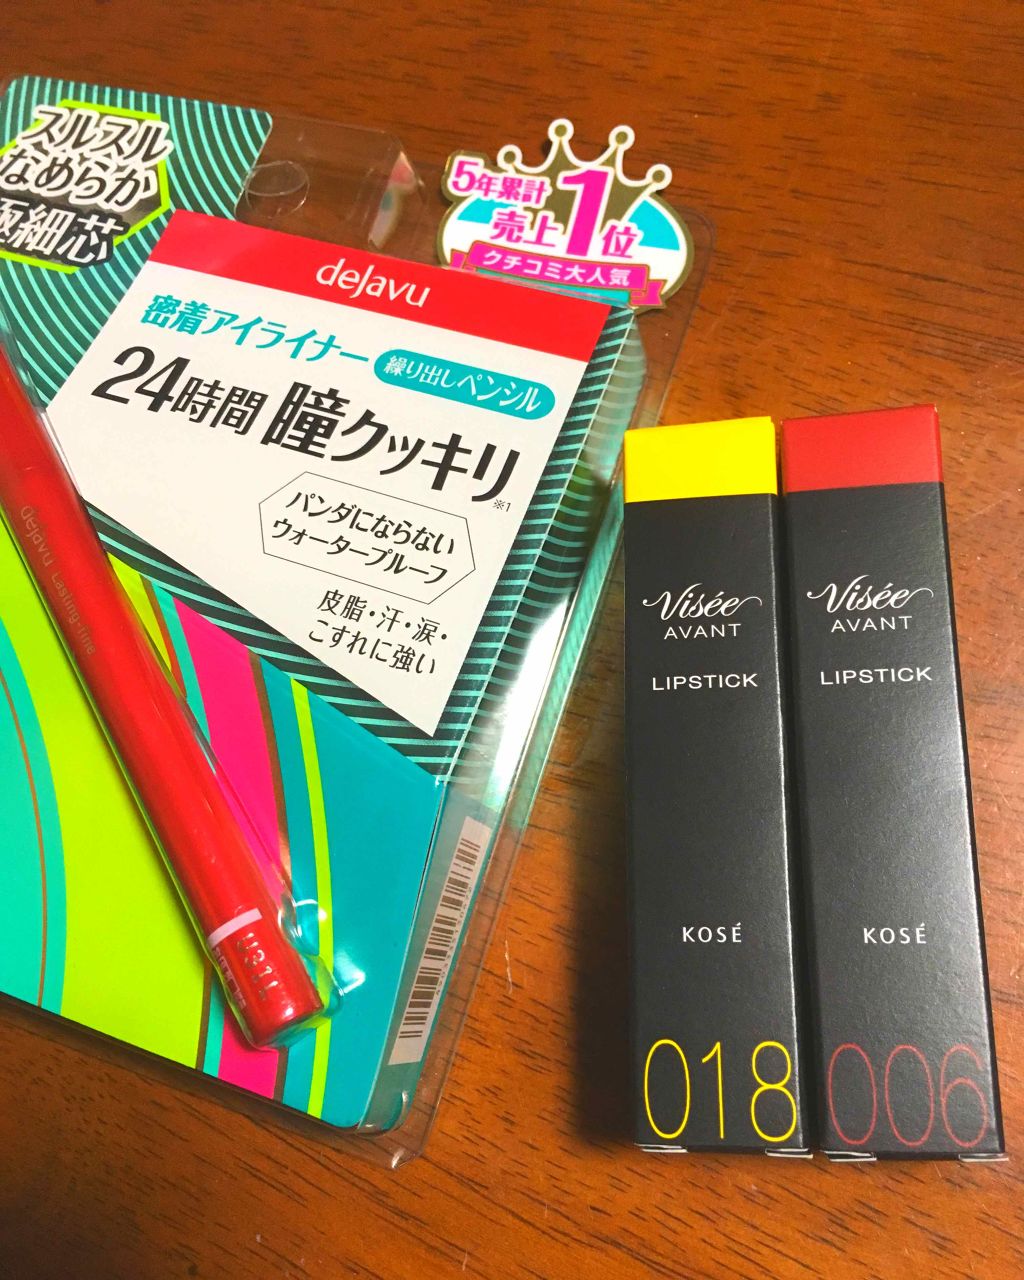 スルスル
なめらか
極細芯
5年累計
売上1位
クチコミ大人気
dejavu
密着アイライナー 繰り出しペンシル
24時間 瞳クッキリ
※1
パンダにならない
ウォータープルーフ
皮脂・汗・涙・
こすれに強い
dejavu Lasting-fine
Visée
AVANT
LIPSTICK
KOSÉ
018
Visée
AVANT
LIPSTICK
KOSÉ
006